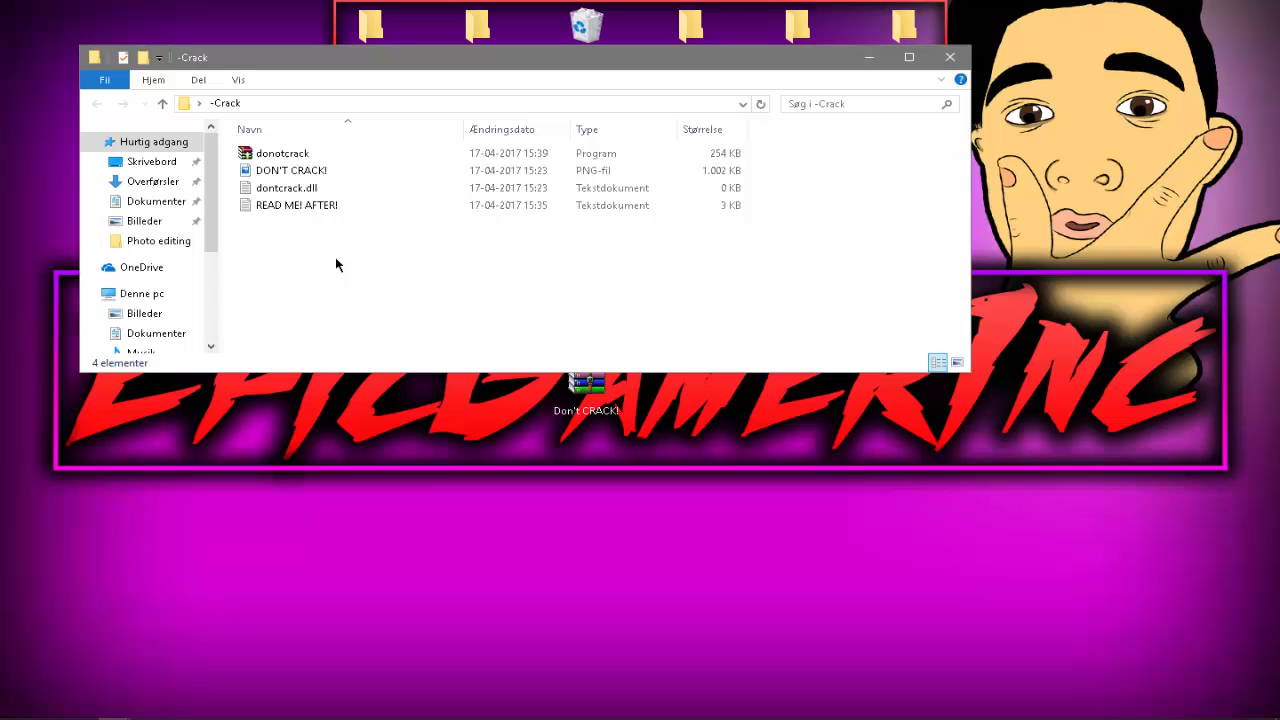 -Crack
Fil Hjem Del Vis
-Crack Søg i -Crack
Navn Ændringsdato Type Størrelse
Hurtig adgang
Skrivebord
Overførsler
Dokumenter
Billeder
Photo editing
OneDrive
Denne pc
Billeder
Dokumenter
Musik
donotcrack 17-04-2017 15:39 Program 254 KB
DON'T CRACK! 17-04-2017 15:23 PNG-fil 1.002 KB
dontcrack.dll 17-04-2017 15:23 Tekstdokument 0 KB
READ ME! AFTER! 17-04-2017 15:35 Tekstdokument 3 KB
4 elementer
EpicGamerInc
Don't CRACK!